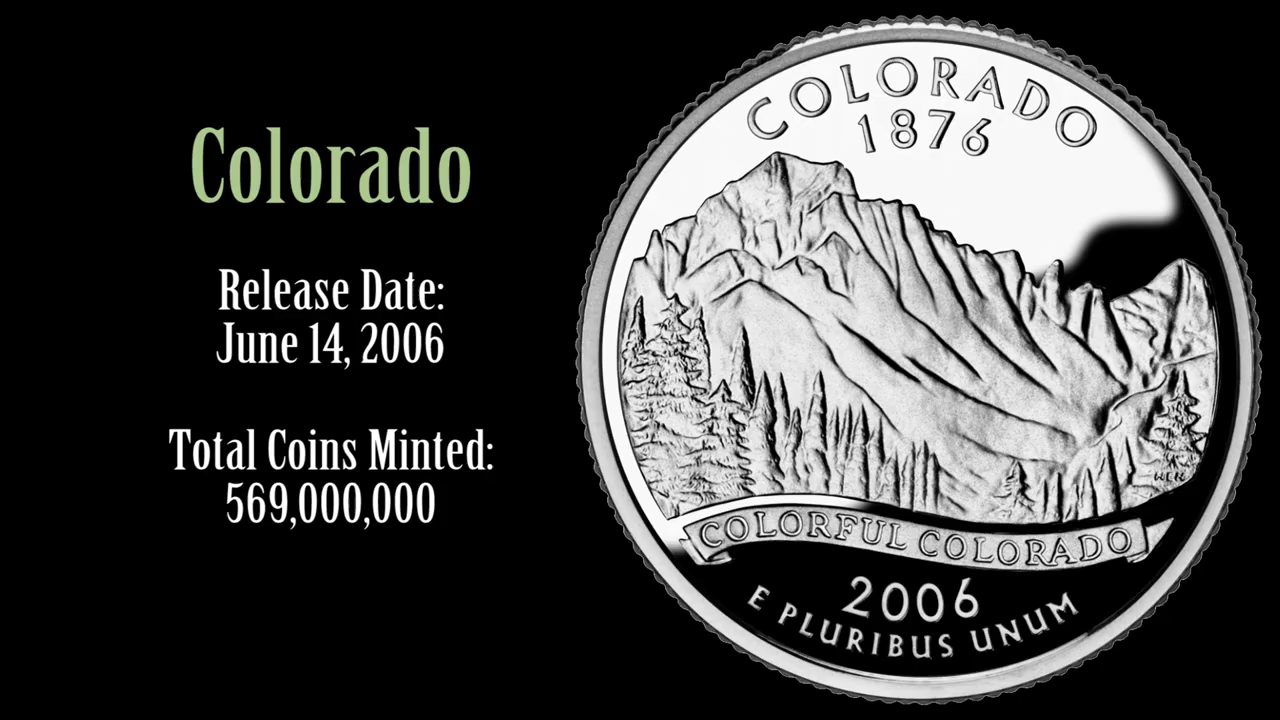 Colorado
Release Date:
June 14, 2006
Total Coins Minted:
569,000,000
COLORADO
1876
COLORFUL COLORADO
2006
E PLURIBUS UNUM